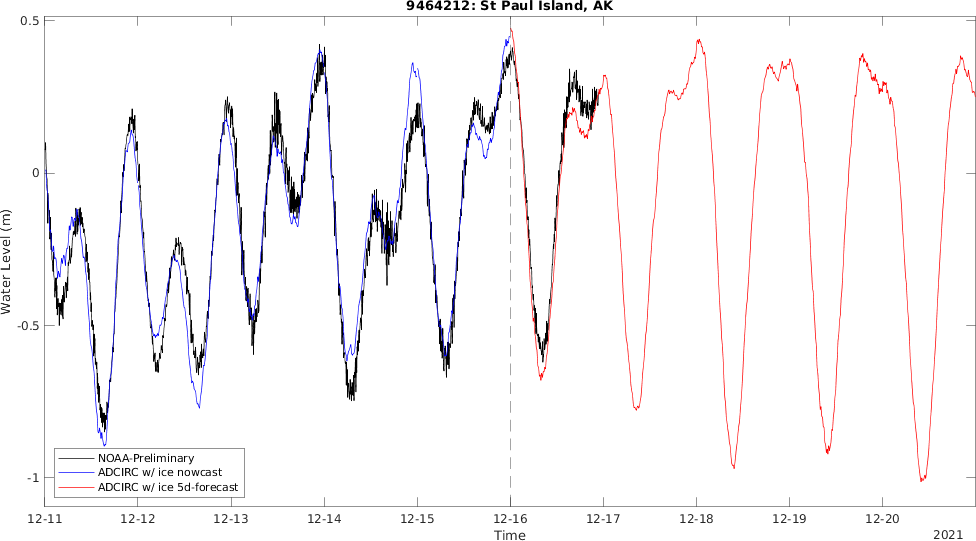 9464212: St Paul Island, AK
0.5
0
-0.5
-1
Water Level (m)
NOAA-Preliminary
ADCIRC w/ ice nowcast
ADCIRC w/ ice 5d-forecast
12-11 12-12 12-13 12-14 12-15 12-16 12-17 12-18 12-19 12-20
Time
2021